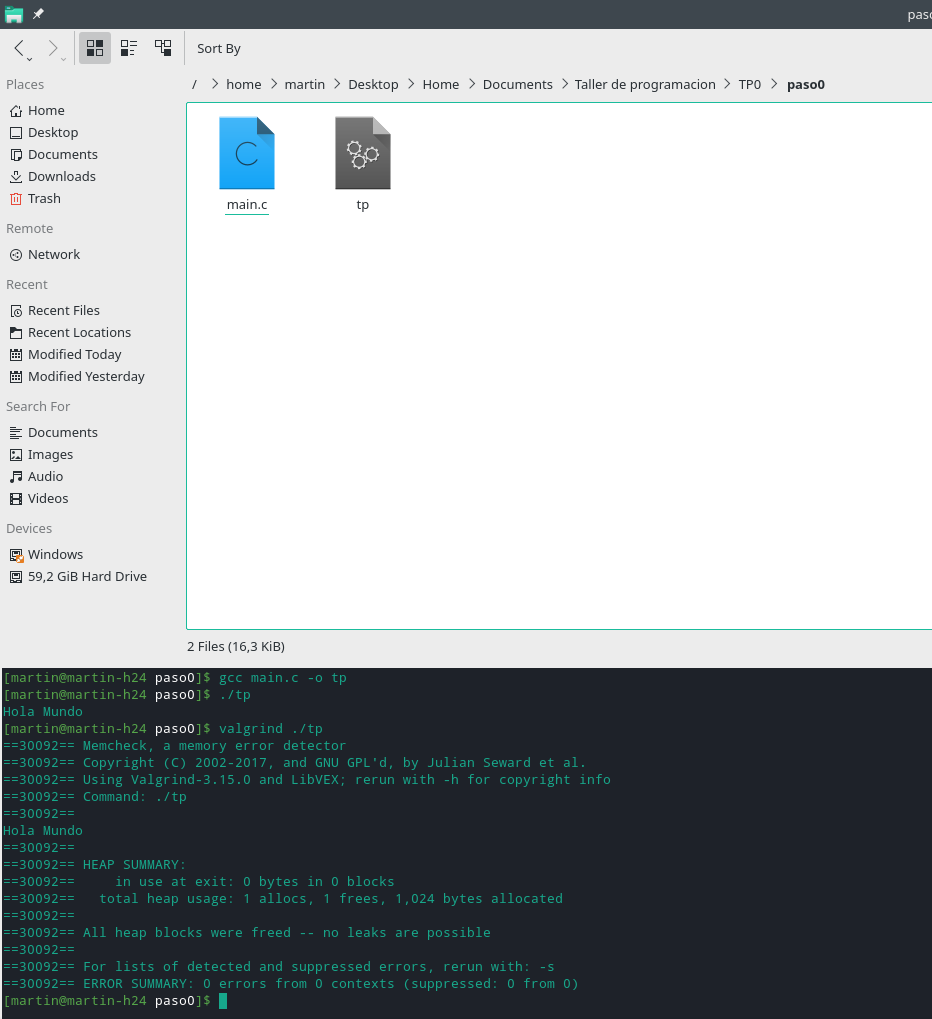 paso
Sort By
Places
/ > home > martin > Desktop > Home > Documents > Taller de programacion > TP0 > paso0
Home
Desktop
Documents
Downloads
Trash
Remote
Network
Recent
Recent Files
Recent Locations
Modified Today
Modified Yesterday
Search For
Documents
Images
Audio
Videos
Devices
Windows
59,2 GiB Hard Drive
C
main.c
tp
2 Files (16,3 KiB)
[martin@martin-h24 paso0]$ gcc main.c -o tp
[martin@martin-h24 paso0]$ ./tp
Hola Mundo
[martin@martin-h24 paso0]$ valgrind ./tp
==30092== Memcheck, a memory error detector
==30092== Copyright (C) 2002-2017, and GNU GPL'd, by Julian Seward et al.
==30092== Using Valgrind-3.15.0 and LibVEX; rerun with -h for copyright info
==30092== Command: ./tp
==30092==
Hola Mundo
==30092==
==30092== HEAP SUMMARY:
==30092==     in use at exit: 0 bytes in 0 blocks
==30092==   total heap usage: 1 allocs, 1 frees, 1,024 bytes allocated
==30092==
==30092== All heap blocks were freed -- no leaks are possible
==30092==
==30092== For lists of detected and suppressed errors, rerun with: -s
==30092== ERROR SUMMARY: 0 errors from 0 contexts (suppressed: 0 from 0)
[martin@martin-h24 paso0]$